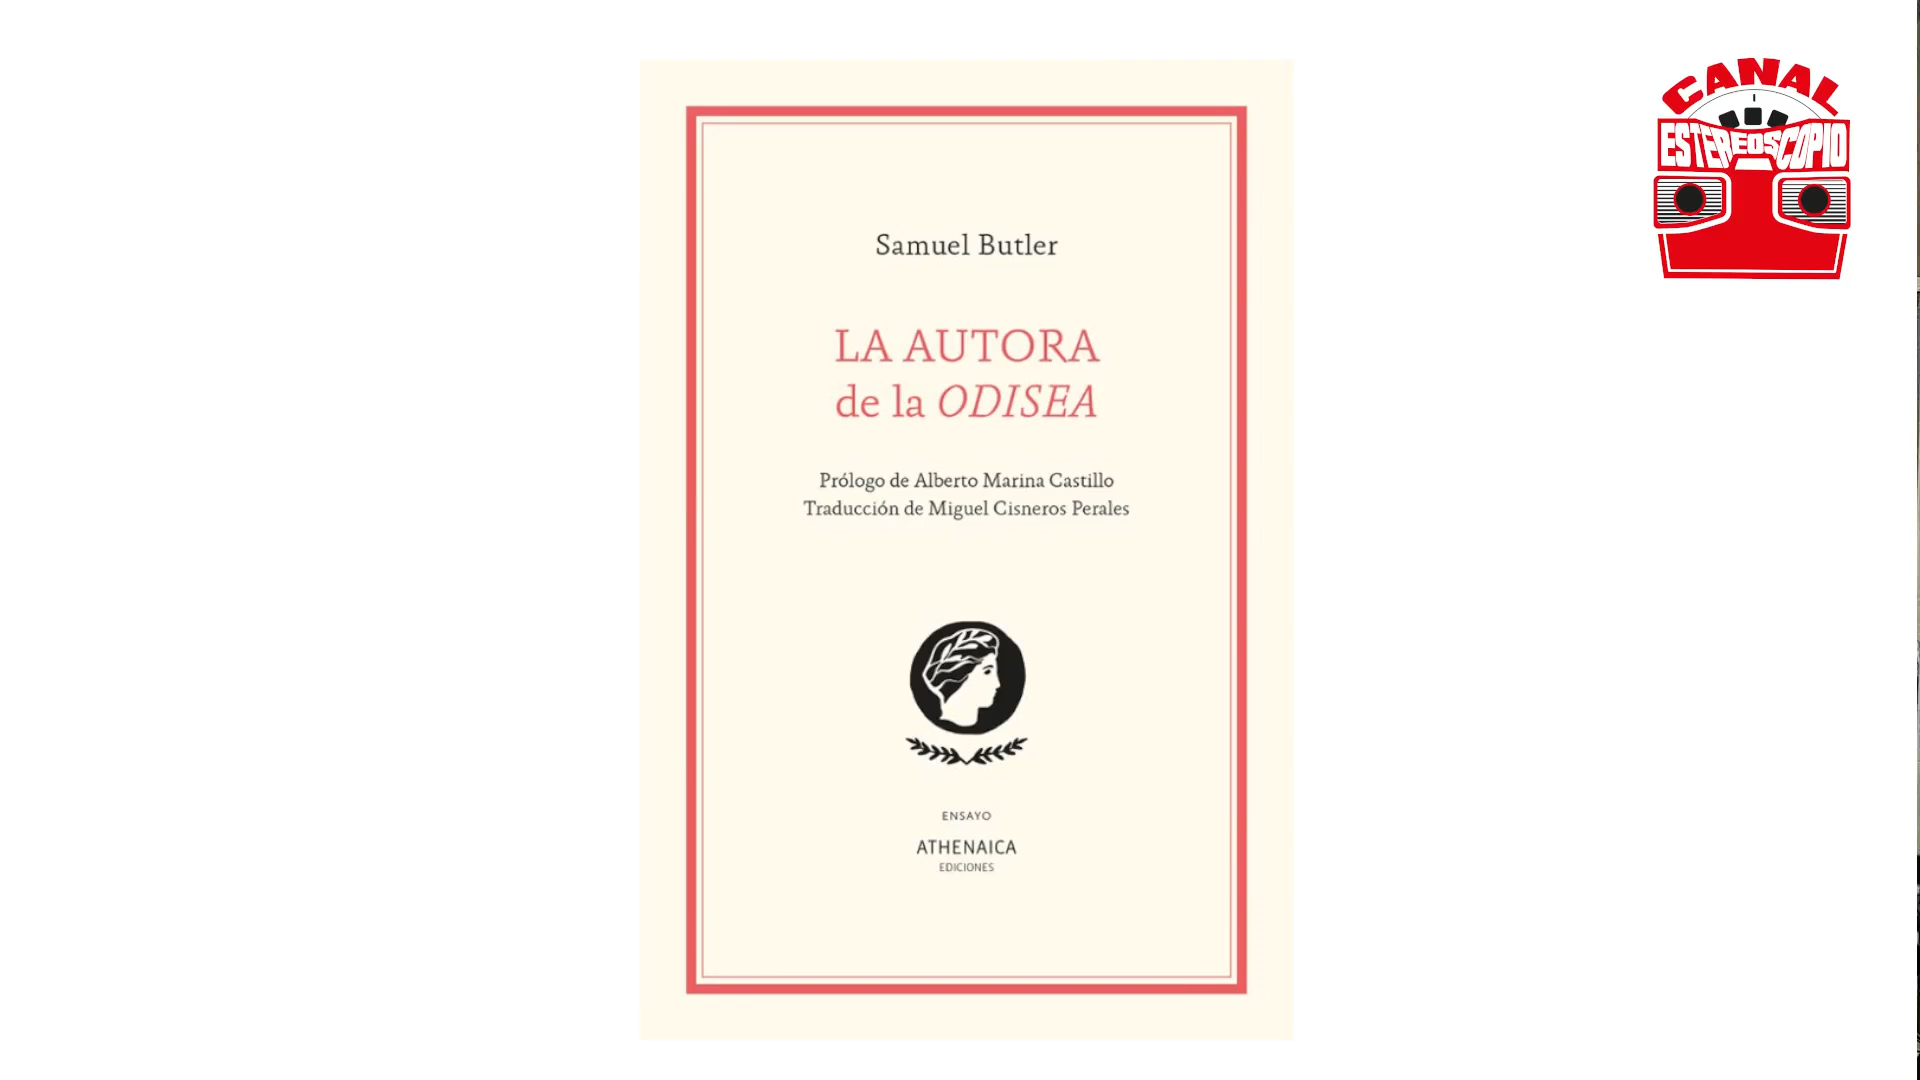 CANAL
ESTEREOSCOPIO
Samuel Butler
LA AUTORA
de la ODISEA
Prólogo de Alberto Marina Castillo
Traducción de Miguel Cisneros Perales
ENSAYO
ATHENAICA
EDICIONES